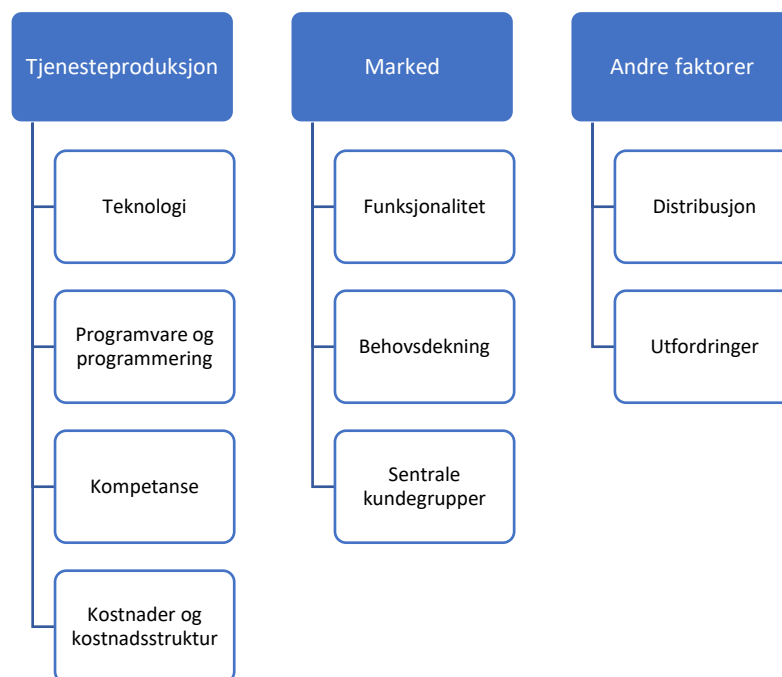 Tjenesteproduksjon
Teknologi
Programvare og
programmering
Kompetanse
Kostnader og
kostnadsstruktur
Marked
Funksjonalitet
Behovsdekning
Sentrale
kundegrupper
Andre faktorer
Distribusjon
Utfordringer